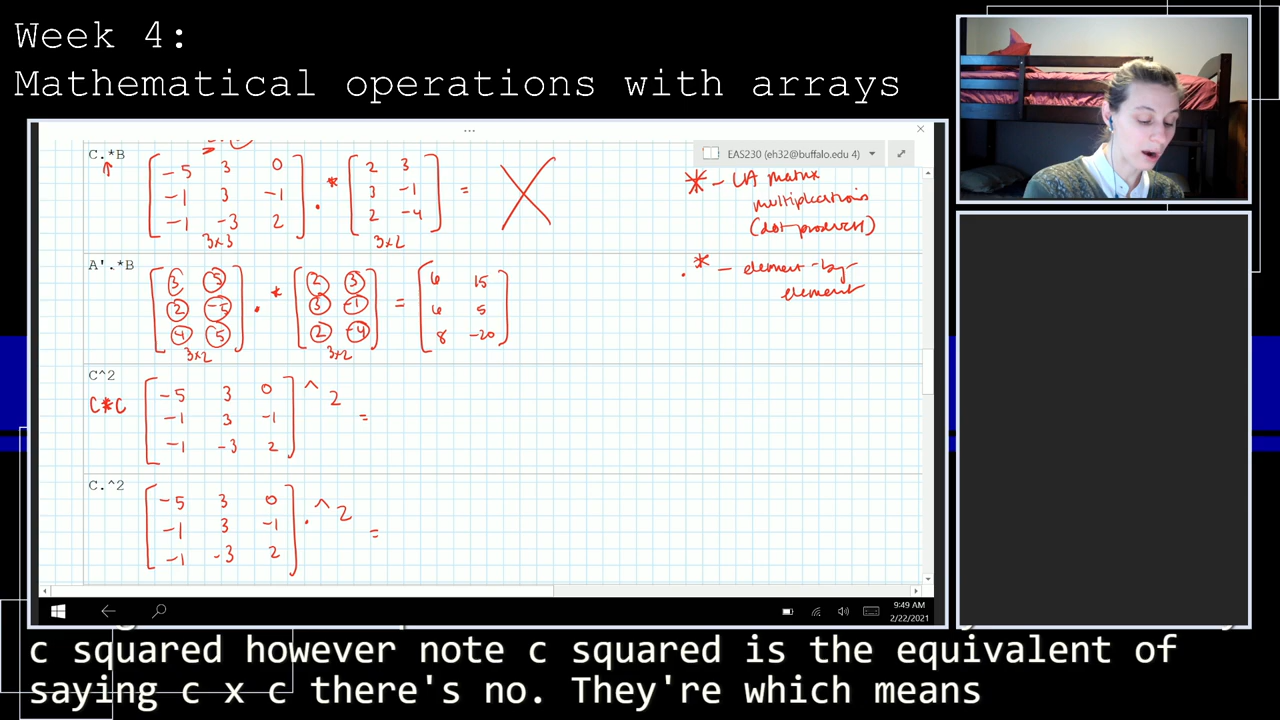 Week 4:
Mathematical operations with arrays
EAS230 (eh32@buffalo.edu 4)
C.*B
-5 3 0 2 3
-1 3 -1 .* 3 -1 =
-1 -3 2 2 -4
3x3 3x2
* - LA matrix
multiplications
(dot product)
.* - element-by-
element
A'.*B
3 5 2 3 6 15
2 -5 .* 3 -1 = 6 5
4 5 2 -4 8 -20
3x2 3x2
C^2
C*C
-5 3 0 ^ 2
-1 3 -1 =
-1 -3 2
C.^2
-5 3 0 .^ 2
-1 3 -1 =
-1 -3 2
9:49 AM
2/22/2021
c squared however note c squared is the equivalent of
saying c x c there's no. They're which means